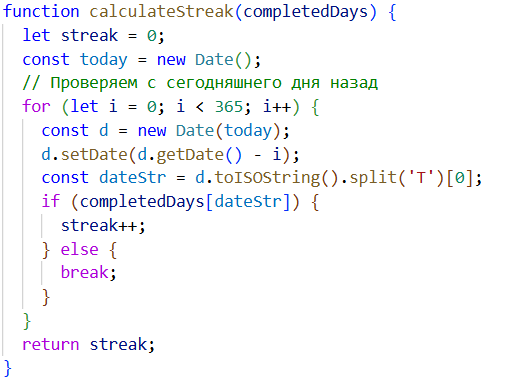 function calculateStreak(completedDays) {
  let streak = 0;
  const today = new Date();
  // Проверяем с сегодняшнего дня назад
  for (let i = 0; i < 365; i++) {
    const d = new Date(today);
    d.setDate(d.getDate() - i);
    const dateStr = d.toISOString().split('T')[0];
    if (completedDays[dateStr]) {
      streak++;
    } else {
      break;
    }
  }
  return streak;
}